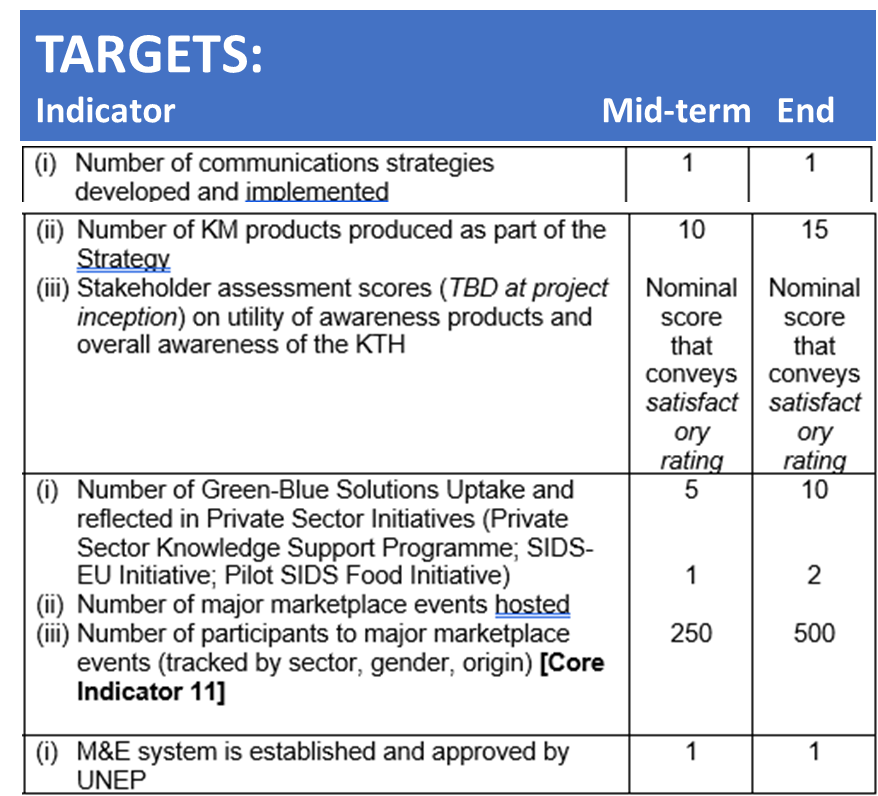 TARGETS:
Indicator Mid-term End
(i) Number of communications strategies 1 1
developed and implemented
(ii) Number of KM products produced as part of the 10 15
Strategy
(iii) Stakeholder assessment scores (TBD at project Nominal Nominal
inception) on utility of awareness products and score score
overall awareness of the KTH that that
conveys conveys
satisfact satisfact
ory ory
rating rating
(i) Number of Green-Blue Solutions Uptake and 5 10
reflected in Private Sector Initiatives (Private
Sector Knowledge Support Programme; SIDS-
EU Initiative; Pilot SIDS Food Initiative) 1 2
(ii) Number of major marketplace events hosted
(iii) Number of participants to major marketplace 250 500
events (tracked by sector, gender, origin) [Core
Indicator 11]
(i) M&E system is established and approved by 1 1
UNEP